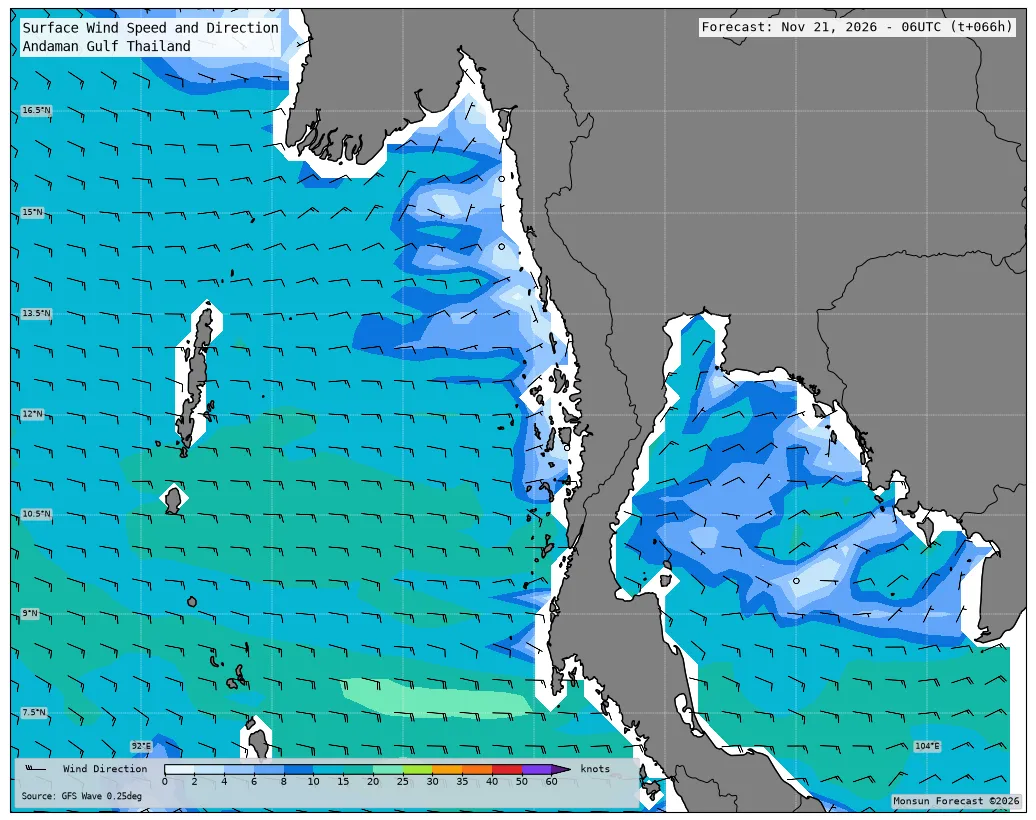 Surface Wind Speed and Direction
Andaman Gulf Thailand
Forecast: Nov 21, 2026 - 06UTC (t+066h)
16.5°N
15°N
13.5°N
12°N
10.5°N
9°N
7.5°N
92°E
104°E
Wind Direction
knots
0 2 4 6 8 10 15 20 25 30 35 40 50 60
Source: GFS Wave 0.25deg
Monsun Forecast ©2026